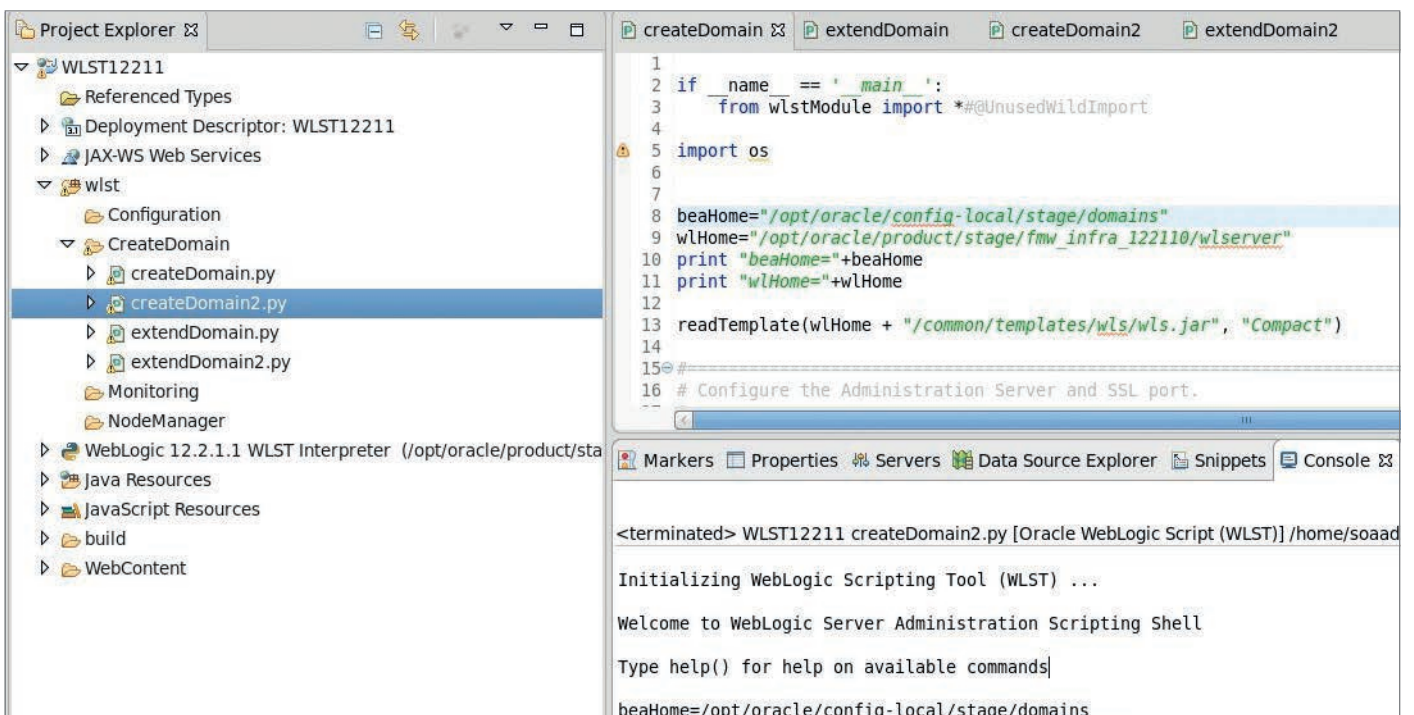 Project Explorer
WLST12211
Referenced Types
Deployment Descriptor: WLST12211
JAX-WS Web Services
wlst
Configuration
CreateDomain
createDomain.py
createDomain2.py
extendDomain.py
extendDomain2.py
Monitoring
NodeManager
WebLogic 12.2.1.1 WLST Interpreter (/opt/oracle/product/sta
Java Resources
JavaScript Resources
build
WebContent
createDomain extendDomain createDomain2 extendDomain2
1
2 if __name__ == '__main__':
3 from wlstModule import *#@UnusedWildImport
4
5 import os
6
7
8 beaHome="/opt/oracle/config-local/stage/domains"
9 wlHome="/opt/oracle/product/stage/fmw_infra_122110/wlserver"
10 print "beaHome="+beaHome
11 print "wlHome="+wlHome
12
13 readTemplate(wlHome + "/common/templates/wls/wls.jar", "Compact")
14
15 #=======================================================================
16 # Configure the Administration Server and SSL port.
Markers Properties Servers Data Source Explorer Snippets Console
<terminated> WLST12211 createDomain2.py [Oracle WebLogic Script (WLST)] /home/soaad
Initializing WebLogic Scripting Tool (WLST) ...
Welcome to WebLogic Server Administration Scripting Shell
Type help() for help on available commands
beaHome=/opt/oracle/config-local/stage/domains